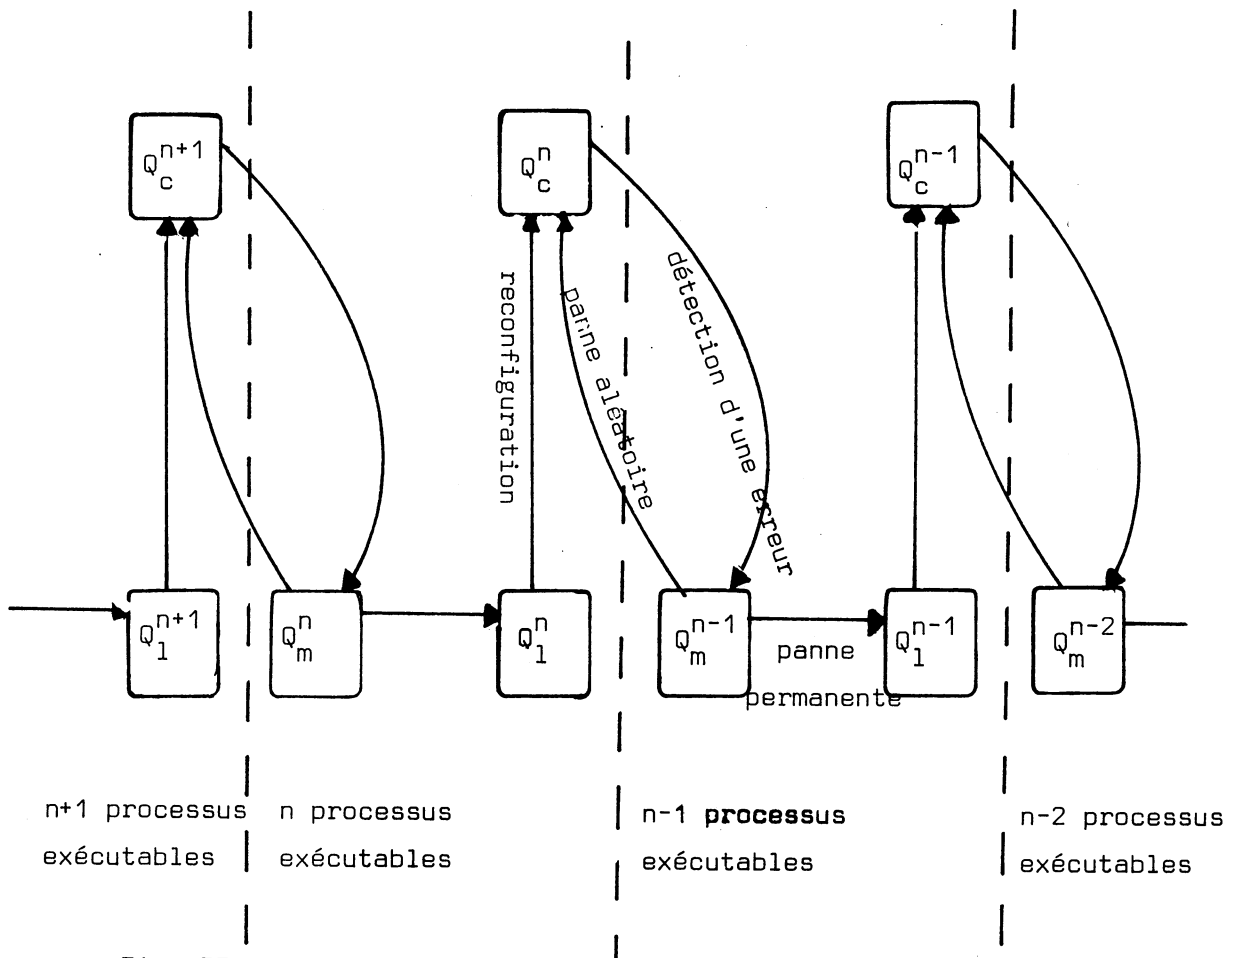 Q_c^{n+1}
Q_c^n
Q_c^{n-1}
reconfiguration
panne aléatoire
détection d'une erreur
Q_l^{n+1}
Q_m^n
Q_l^n
Q_m^{n-1}
Q_l^{n-1}
Q_m^{n-2}
panne
permanente
n+1 processus
exécutables
n processus
exécutables
n-1 processus
exécutables
n-2 processus
exécutables